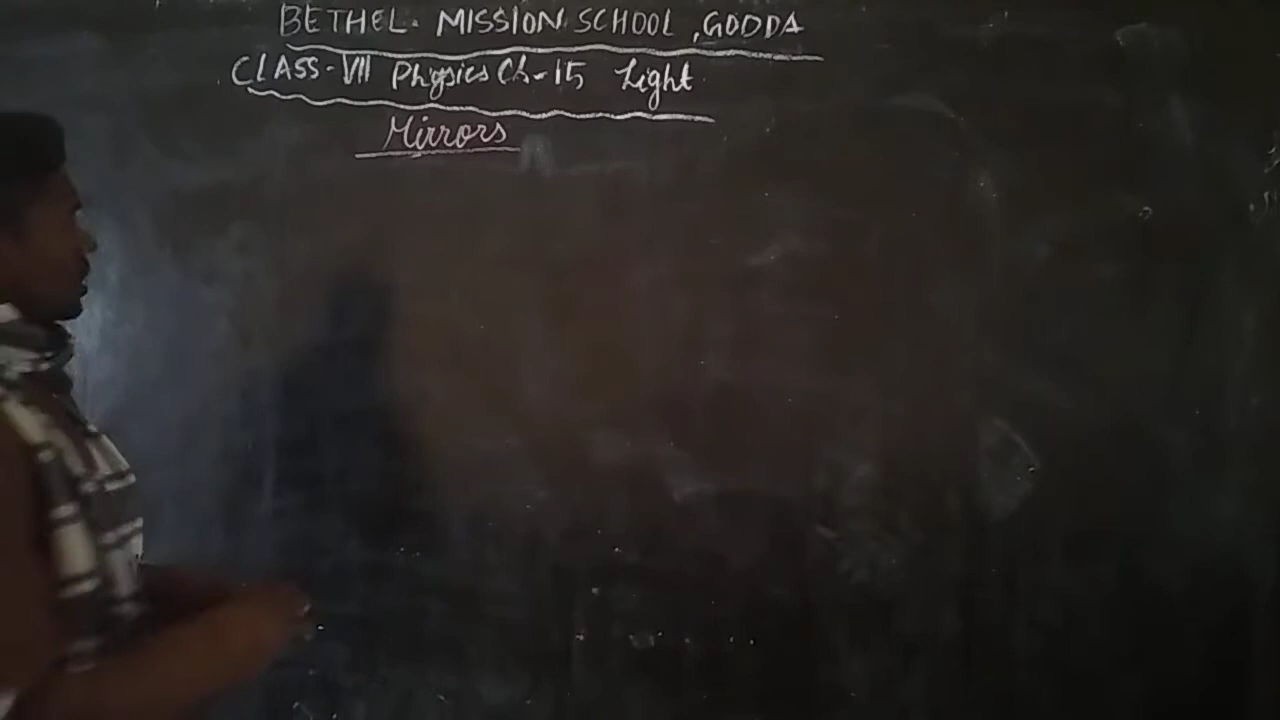 BETHEL. MISSION SCHOOL, GODDA
CLASS-VII Physics Ch-15 Light
Mirrors